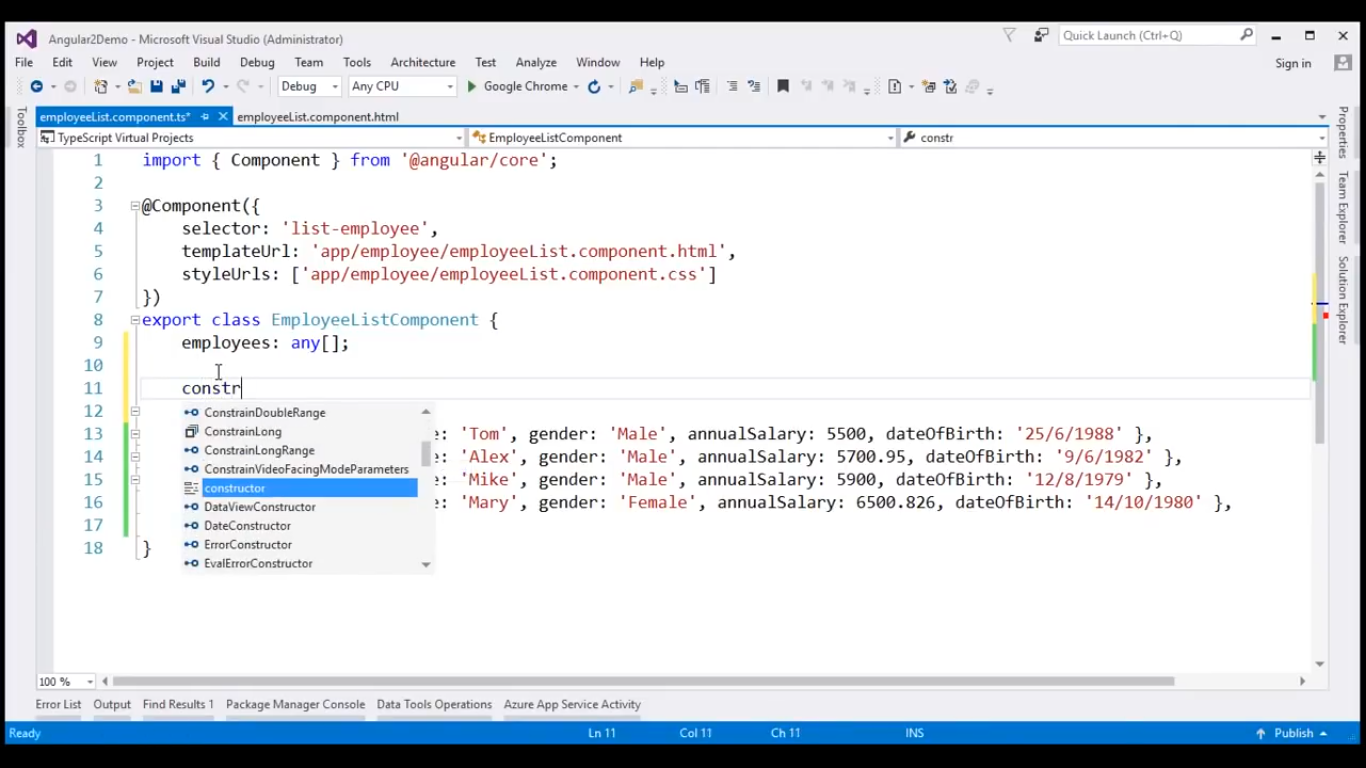 Angular2Demo - Microsoft Visual Studio (Administrator)
Quick Launch (Ctrl+Q)
File Edit View Project Build Debug Team Tools Architecture Test Analyze Window Help
Sign in
Debug Any CPU Google Chrome
employeeList.component.ts* employeeList.component.html
TypeScript Virtual Projects EmployeeListComponent constr
Toolbox
Properties
Team Explorer
Solution Explorer
1 import { Component } from '@angular/core';
2
3 @Component({
4 selector: 'list-employee',
5 templateUrl: 'app/employee/employeeList.component.html',
6 styleUrls: ['app/employee/employeeList.component.css']
7 })
8 export class EmployeeListComponent {
9 employees: any[];
10
11 constr
12
13 e: 'Tom', gender: 'Male', annualSalary: 5500, dateOfBirth: '25/6/1988' },
14 e: 'Alex', gender: 'Male', annualSalary: 5700.95, dateOfBirth: '9/6/1982' },
15 e: 'Mike', gender: 'Male', annualSalary: 5900, dateOfBirth: '12/8/1979' },
16 e: 'Mary', gender: 'Female', annualSalary: 6500.826, dateOfBirth: '14/10/1980' },
17
18 }
ConstrainDoubleRange
ConstrainLong
ConstrainLongRange
ConstrainVideoFacingModeParameters
constructor
DataViewConstructor
DateConstructor
ErrorConstructor
EvalErrorConstructor
100 %
Error List Output Find Results 1 Package Manager Console Data Tools Operations Azure App Service Activity
Ready Ln 11 Col 11 Ch 11 INS Publish